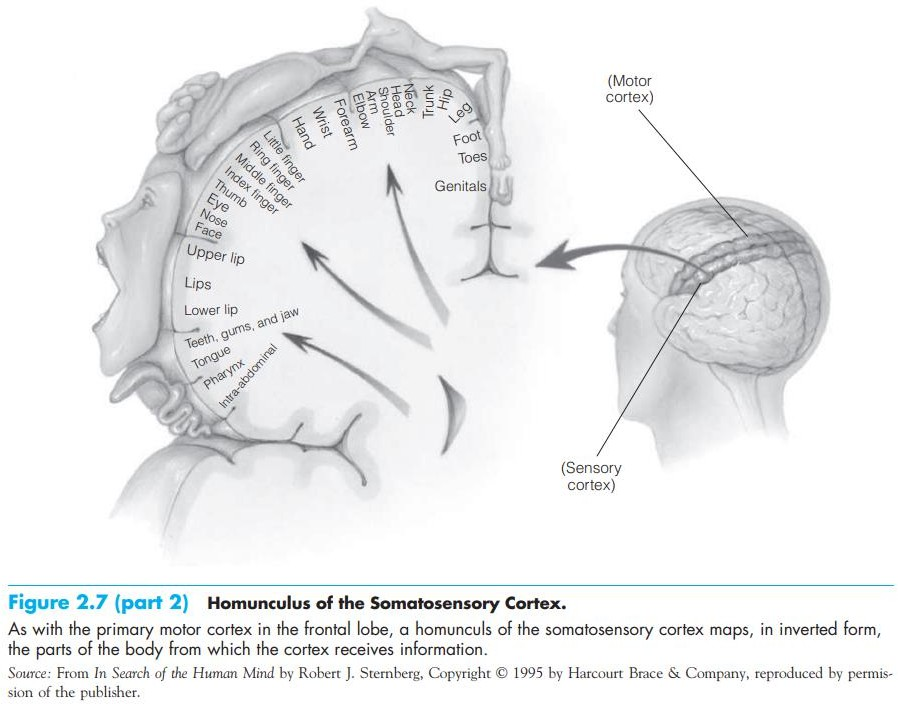 (Motor
cortex)
Neck
Head
Shoulder
Arm
Elbow
Forearm
Wrist
Hand
Little finger
Ring finger
Middle finger
Index finger
Thumb
Eye
Nose
Face
Upper lip
Lips
Lower lip
Teeth, gums, and jaw
Tongue
Pharynx
Intra-abdominal
Trunk
Hip
Leg
Foot
Toes
Genitals
(Sensory
cortex)
Figure 2.7 (part 2) Homunculus of the Somatosensory Cortex.
As with the primary motor cortex in the frontal lobe, a homunculs of the somatosensory cortex maps, in inverted form,
the parts of the body from which the cortex receives information.
Source: From In Search of the Human Mind by Robert J. Sternberg, Copyright © 1995 by Harcourt Brace & Company, reproduced by permis-
sion of the publisher.